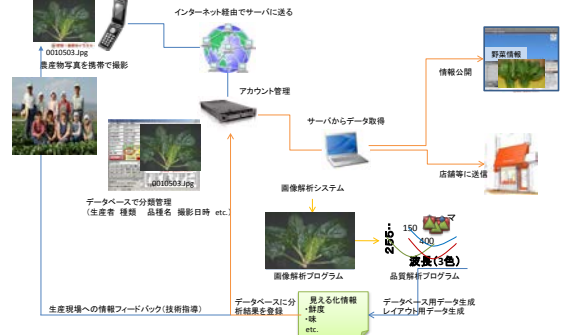 インターネット経由でサーバに送る
0010503.Jpg
農産物写真を携帯で撮影
野菜情報
情報公開
アカウント管理
サーバからデータ取得
0010503.Jpg
店舗等に送信
データベースで分類管理
(生産者 種類 品種名 撮影日時 etc.)
画像解析システム
マ
150
400
255…
波長(3色)
画像解析プログラム
品質解析プログラム
生産現場への情報フィードバック(技術指導)
データベースに分
析結果を登録
見える化情報
・鮮度
・味
etc.
データベース用データ生成
レイアウト用データ生成